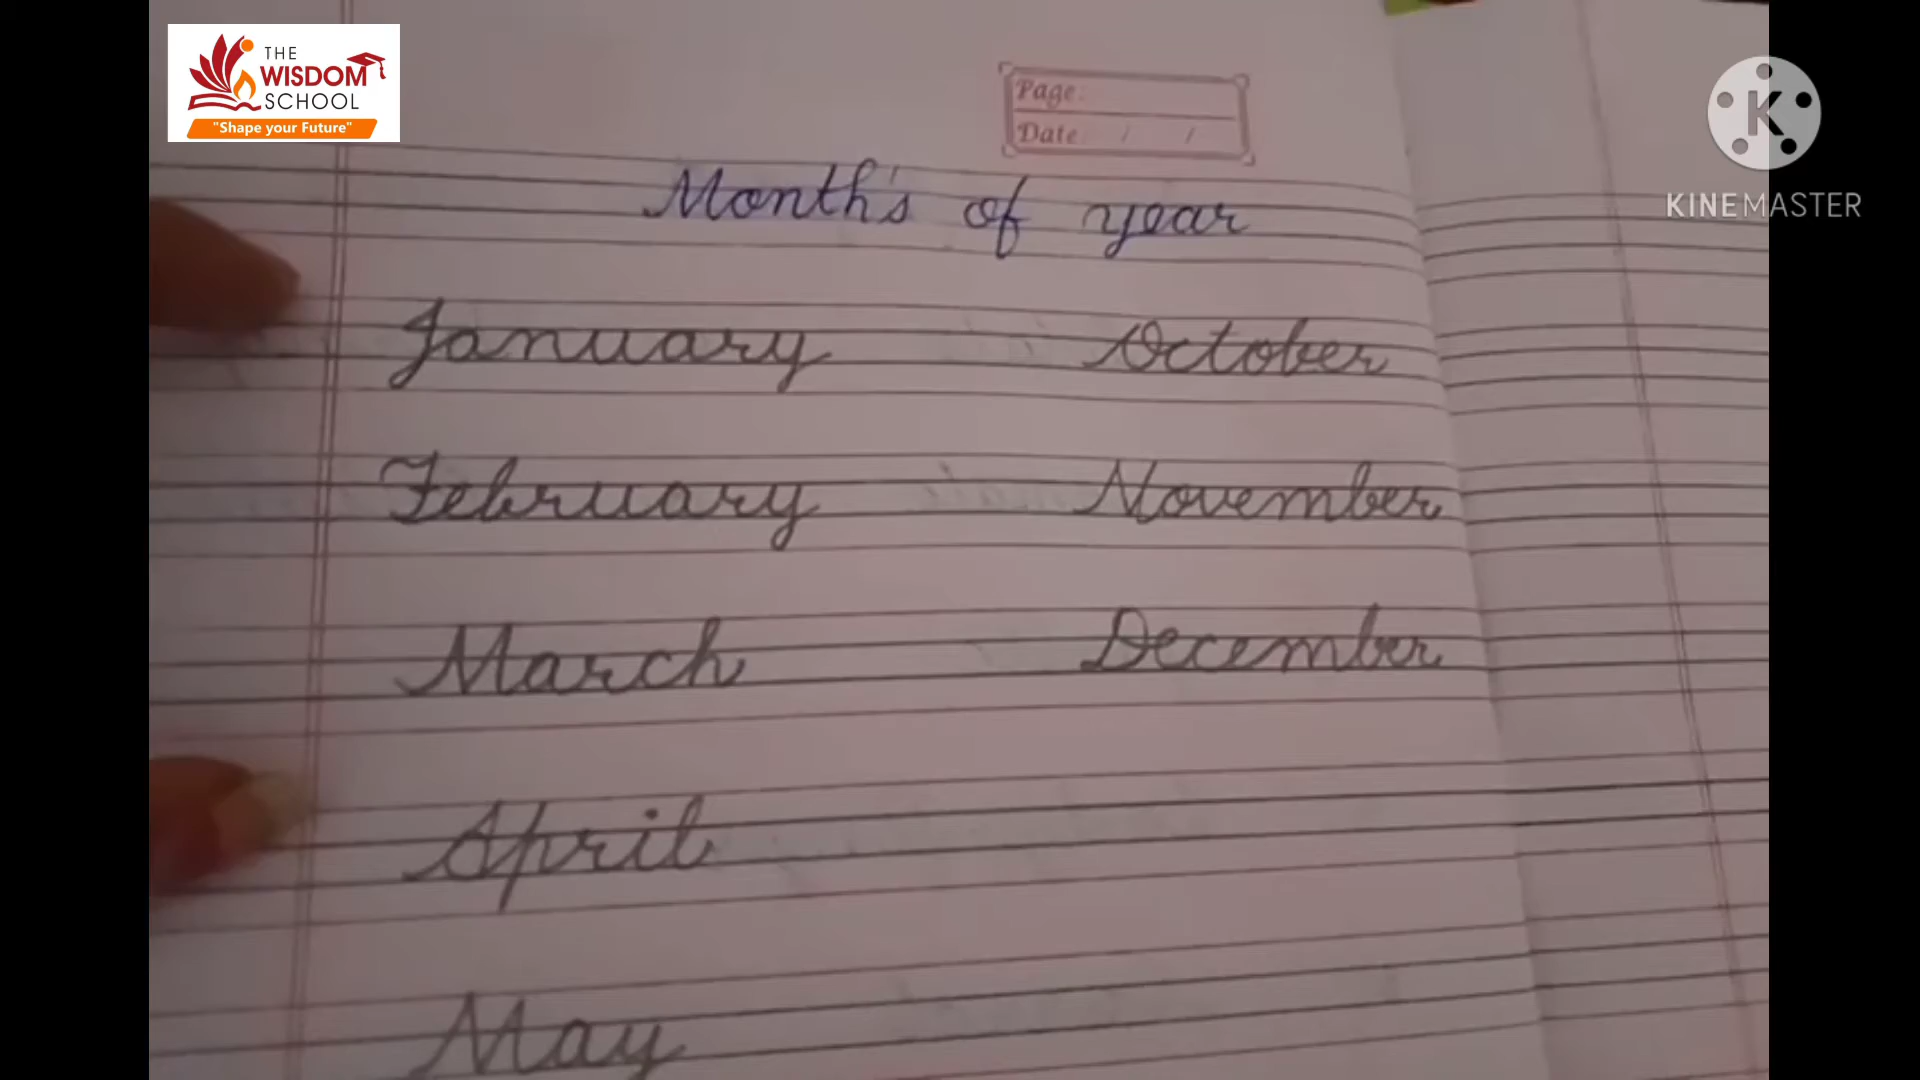 THE
WISDOM
SCHOOL
"Shape your Future"
KINEMASTER
Page:
Date / /
Month's of year
January October
February November
March December
April
May